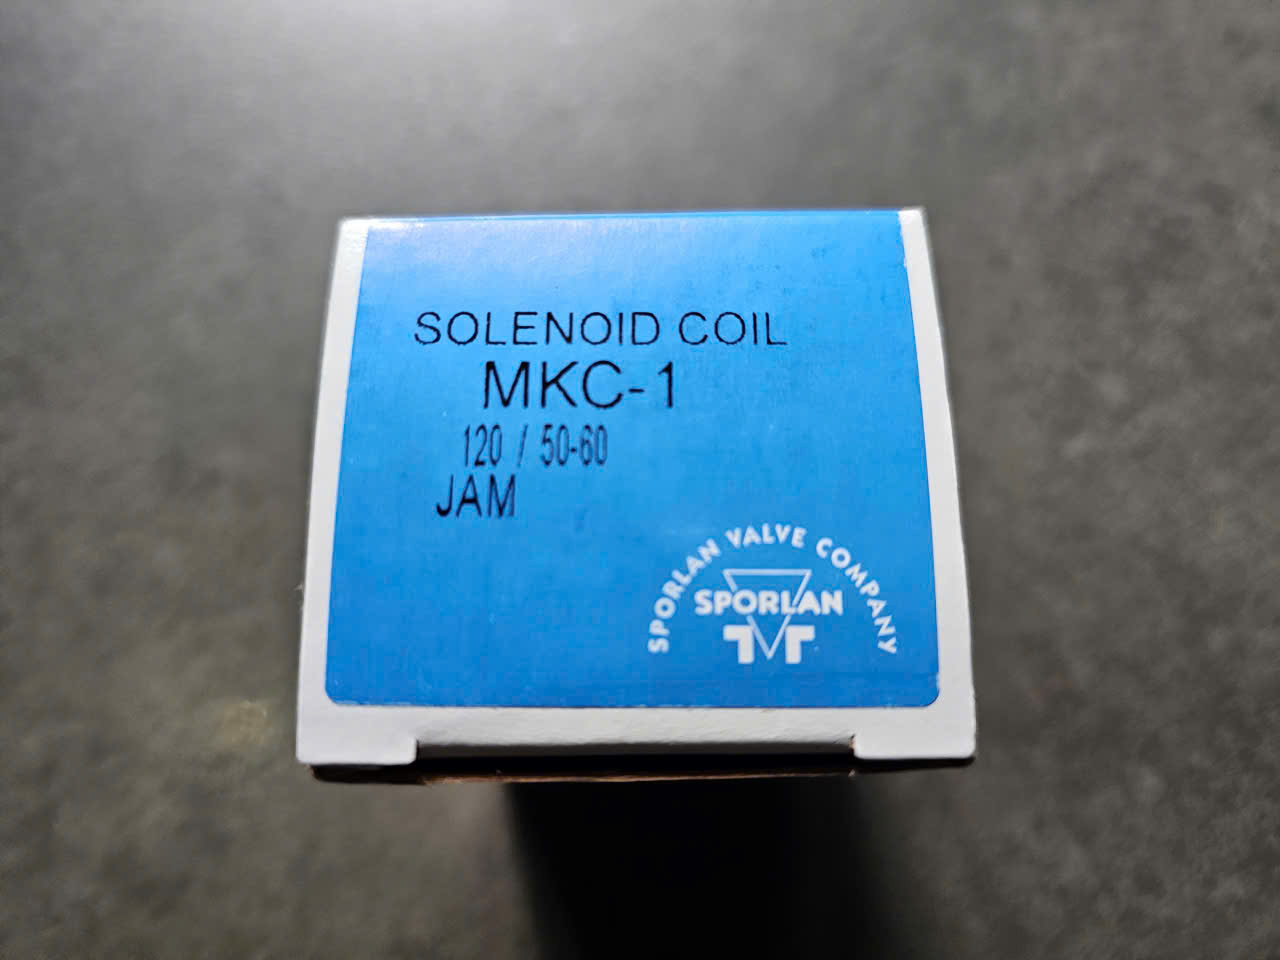 SOLENOID COIL
MKC-1
120 / 50-60
JAM
SPORLAN VALVE COMPANY
SPORLAN